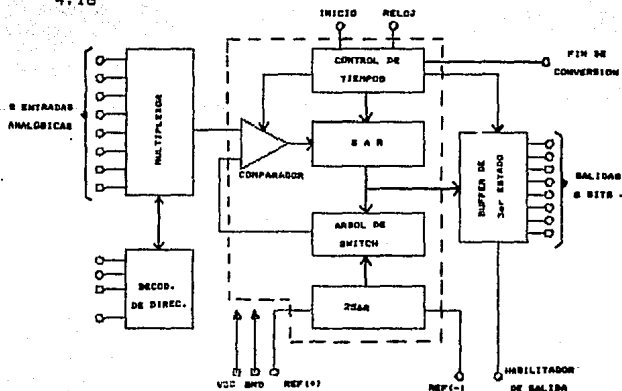 4.18
INICIO RELOJ
CONTROL DE
TIEMPOS
FIN DE
CONVERSION
8 ENTRADAS
ANALOGICAS
MULTIPLEXOR
S A R
COMPARADOR
BUFFER DE
3er ESTADO
SALIDAS
8 BITS.
ARBOL DE
SWITCH
DECOD.
DE DIREC.
256R
VCC GND REF(+)
REF(-)
HABILITADOR
DE SALIDA